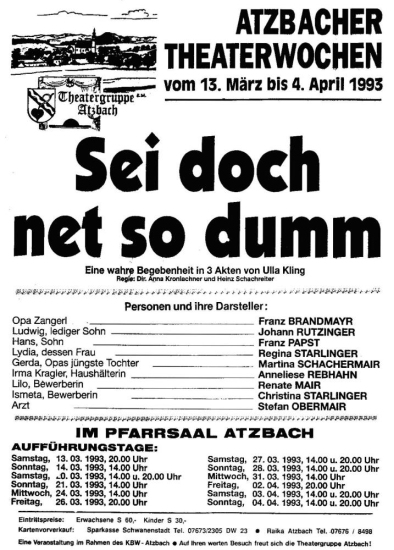 ATZBACHER
THEATERWOCHEN
vom 13. März bis 4. April 1993
Theatergruppe
Atzbach
Sei doch
net so dumm
Eine wahre Begebenheit in 3 Akten von Ulla Kling
Regie: Dir. Anna Kronlachner und Heinz Schachreiter
Personen und ihre Darsteller:
Opa Zangerl Franz BRANDMAYR
Ludwig, lediger Sohn Johann RUTZINGER
Hans, Sohn Franz PAPST
Lydia, dessen Frau Regina STARLINGER
Gerda, Opas jüngste Tochter Martina SCHACHERMAIR
Irma Kragler, Haushälterin Anneliese REBHAHN
Lilo, Bewerberin Renate MAIR
Ismeta, Bewerberin Christina STARLINGER
Arzt Stefan OBERMAIR
IM PFARRSAAL ATZBACH
AUFFÜHRUNGSTAGE:
Samstag, 13. 03. 1993, 20.00 Uhr
Sonntag, 14. 03. 1993, 14.00 Uhr
Samstag, .0. 03. 1993, 14.00 u. 20.00 Uhr
Sonntag, 21. 03. 1993, 14.00 Uhr
Mittwoch, 24. 03. 1993, 14.00 Uhr
Freitag, 26. 03. 1993, 20.00 Uhr
Samstag, 27. 03. 1993, 14.00 u. 20.00 Uhr
Sonntag, 28. 03. 1993, 14.00 u. 20.00 Uhr
Mittwoch, 31. 03. 1993, 14.00 Uhr
Freitag, 02. 04. 1993, 20.00 Uhr
Samstag, 03. 04. 1993, 14.00 u. 20.00 Uhr
Sonntag, 04. 04. 1993, 14.00 u. 20.00 Uhr
Eintrittspreise: Erwachsene S 60,- Kinder S 30,-
Kartenvorverkauf: Sparkasse Schwanenstadt Tel. 07673/2305 DW 23 • Raika Atzbach Tel. 07676 / 8498
Eine Veranstaltung im Rahmen des KBW-Atzbach. • Auf Ihren werten Besuch freut sich die Theatergruppe Atzbach!